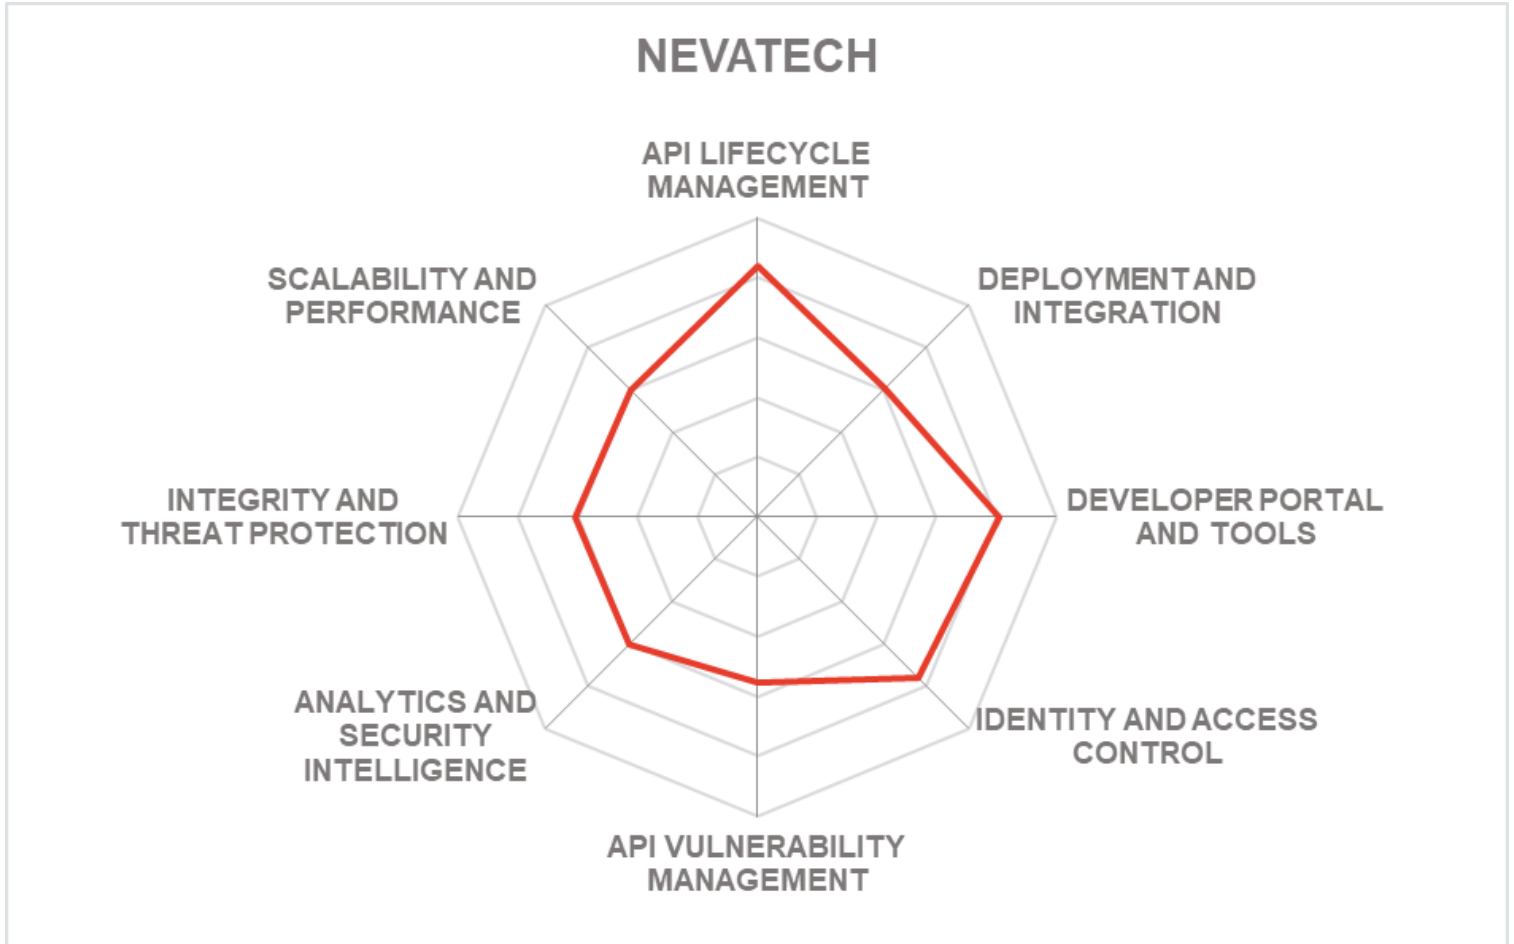 NEVATECH
API LIFECYCLE
MANAGEMENT
DEPLOYMENT AND
INTEGRATION
DEVELOPER PORTAL
AND TOOLS
IDENTITY AND ACCESS
CONTROL
API VULNERABILITY
MANAGEMENT
ANALYTICS AND
SECURITY
INTELLIGENCE
INTEGRITY AND
THREAT PROTECTION
SCALABILITY AND
PERFORMANCE